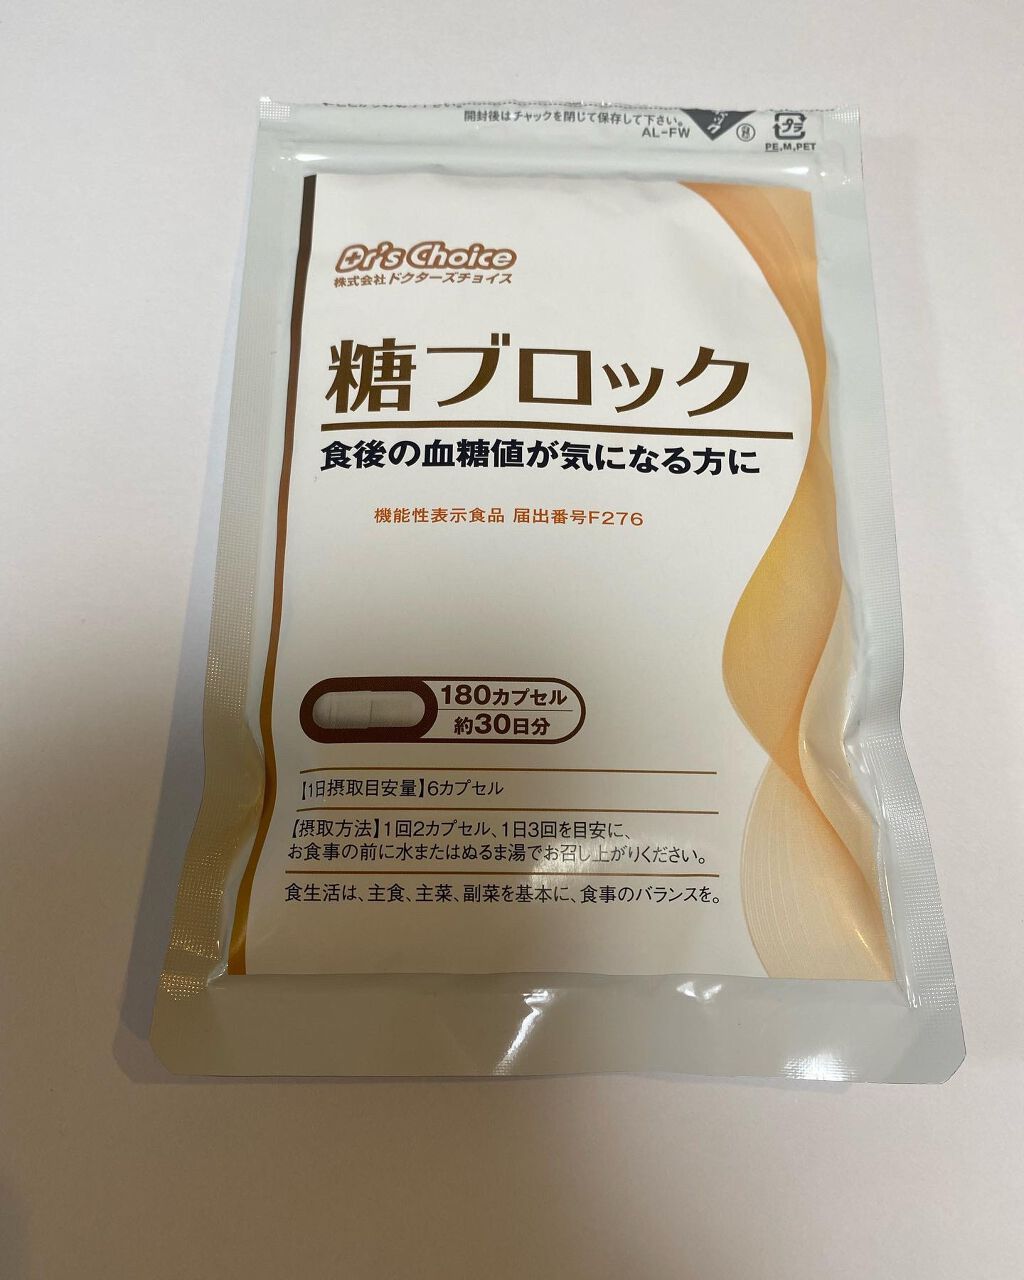 開封後はチャックを閉じて保存して下さい。
AL-FW
プラ
PE,M,PET
Dr's Choice
株式会社ドクターズチョイス
糖ブロック
食後の血糖値が気になる方に
機能性表示食品 届出番号F276
180カプセル
約30日分
【1日摂取目安量】6カプセル
【摂取方法】1回2カプセル、1日3回を目安に、
お食事の前に水またはぬるま湯でお召し上がりください。
食生活は、主食、主菜、副菜を基本に、食事のバランスを。